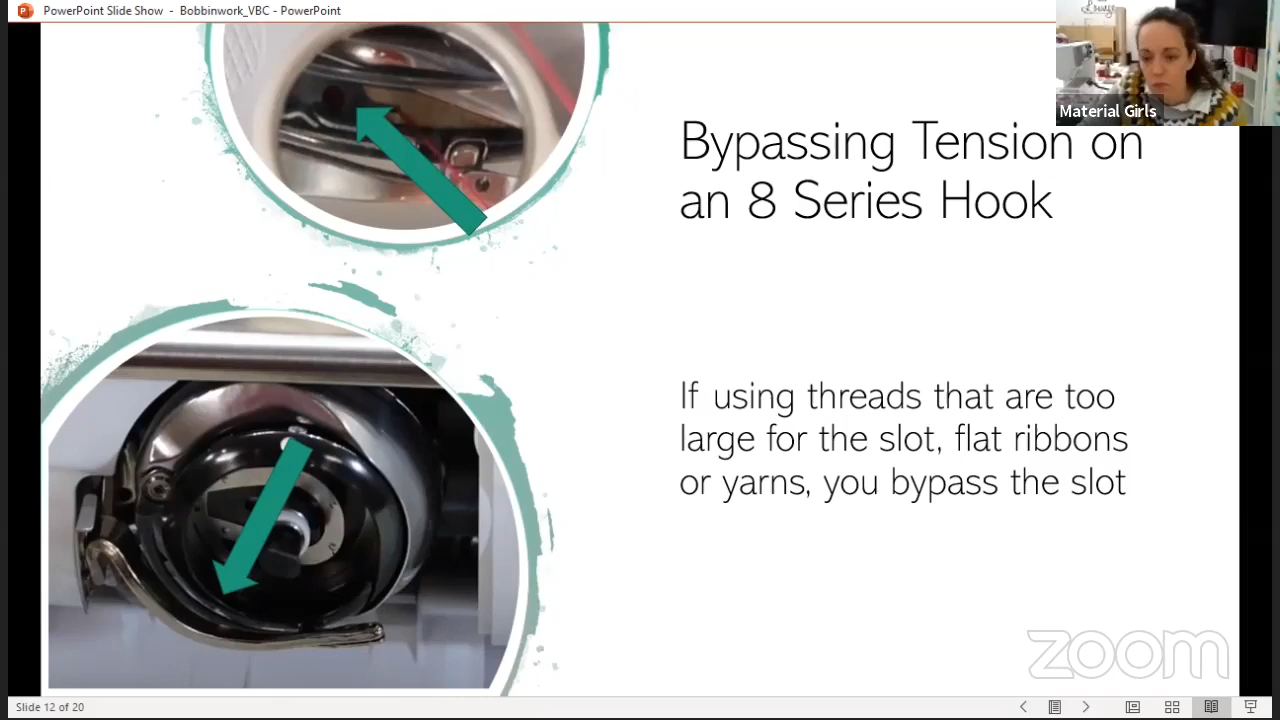 PowerPoint Slide Show - Bobbinwork_VBC - PowerPoint
Material Girls
Bypassing Tension on
an 8 Series Hook
If using threads that are too
large for the slot, flat ribbons
or yarns, you bypass the slot
zoom
Slide 12 of 20